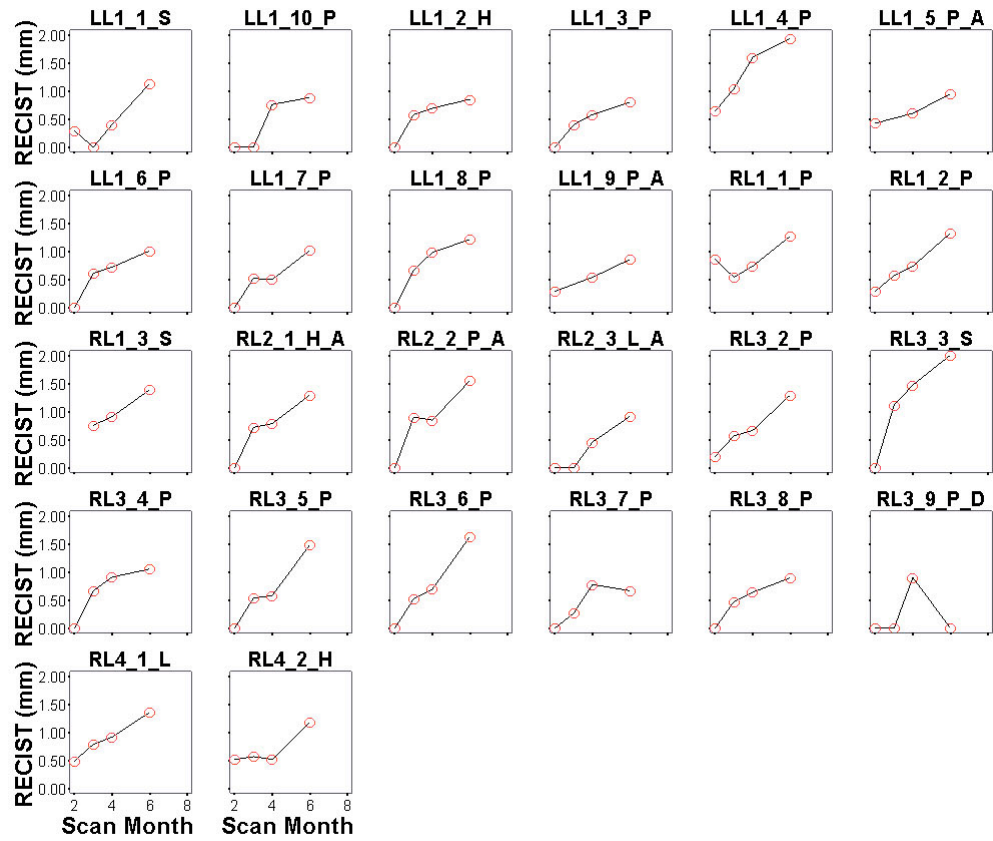 LL1_1_S LL1_10_P LL1_2_H LL1_3_P LL1_4_P LL1_5_P_A
RECIST (mm)
2.00
1.50
1.00
0.50
0.00
LL1_6_P LL1_7_P LL1_8_P LL1_9_P_A RL1_1_P RL1_2_P
RECIST (mm)
2.00
1.50
1.00
0.50
0.00
RL1_3_S RL2_1_H_A RL2_2_P_A RL2_3_L_A RL3_2_P RL3_3_S
RECIST (mm)
2.00
1.50
1.00
0.50
0.00
RL3_4_P RL3_5_P RL3_6_P RL3_7_P RL3_8_P RL3_9_P_D
RECIST (mm)
2.00
1.50
1.00
0.50
0.00
RL4_1_L RL4_2_H
RECIST (mm)
2.00
1.50
1.00
0.50
0.00
2 4 6 8 2 4 6 8
Scan Month Scan Month